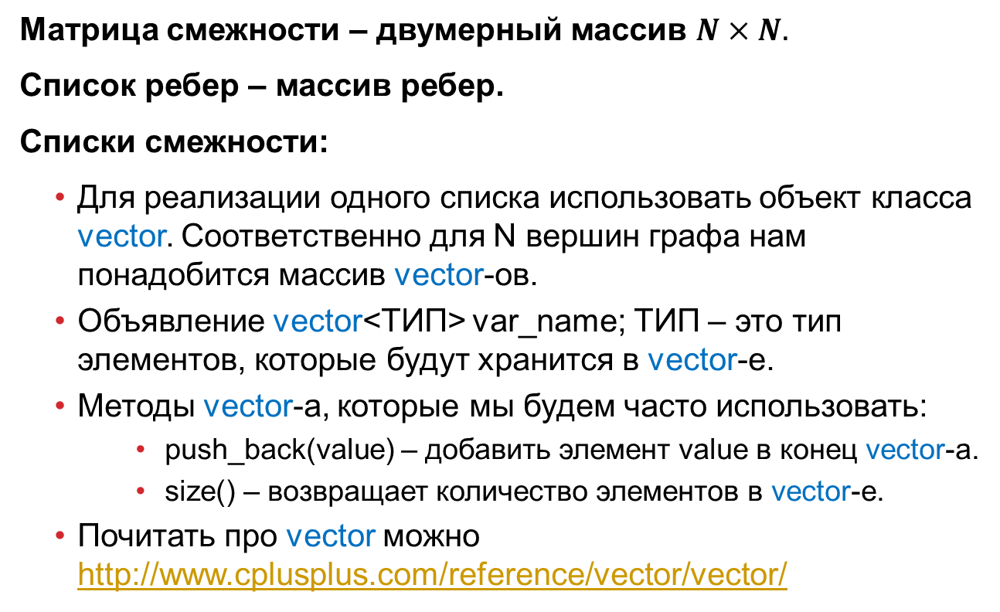 Матрица смежности – двумерный массив N × N.
Список ребер – массив ребер.
Списки смежности:
• Для реализации одного списка использовать объект класса
vector. Соответственно для N вершин графа нам
понадобится массив vector-ов.
• Объявление vector<ТИП> var_name; ТИП – это тип
элементов, которые будут хранится в vector-е.
• Методы vector-а, которые мы будем часто использовать:
• push_back(value) – добавить элемент value в конец vector-а.
• size() – возвращает количество элементов в vector-е.
• Почитать про vector можно
http://www.cplusplus.com/reference/vector/vector/